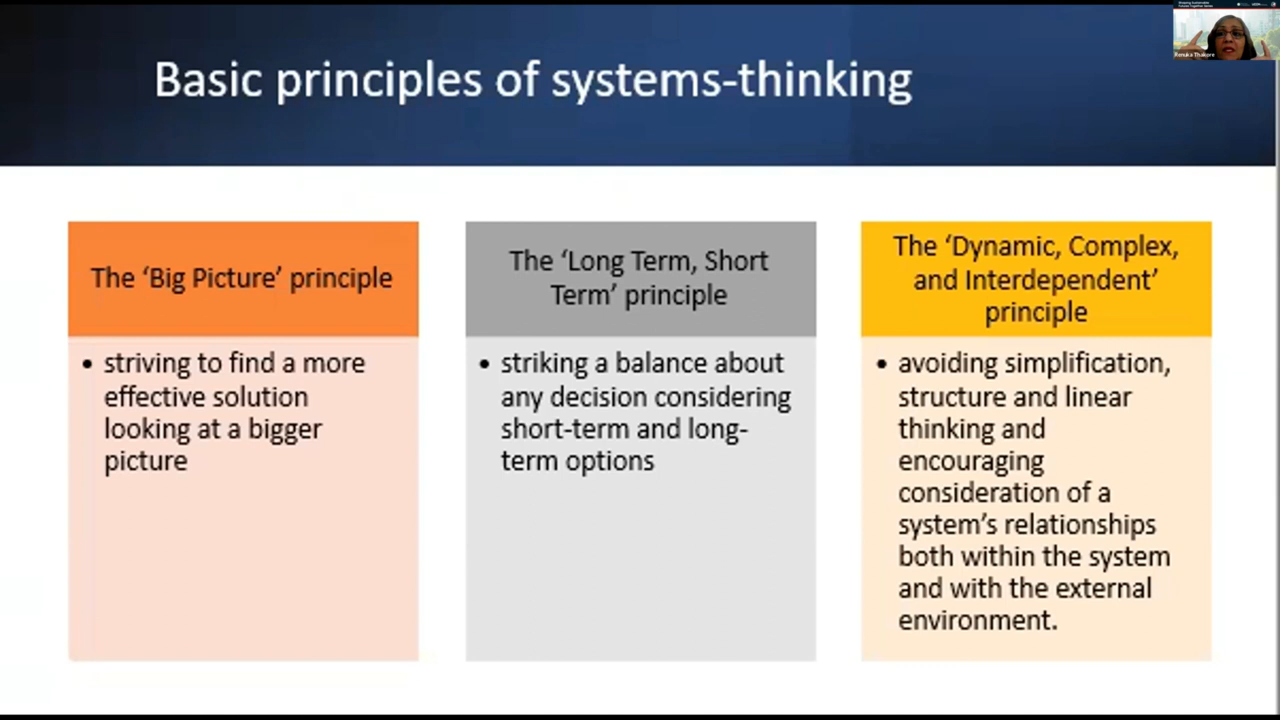 Basic principles of systems-thinking
The ‘Big Picture’ principle
• striving to find a more
effective solution
looking at a bigger
picture
The ‘Long Term, Short
Term’ principle
• striking a balance about
any decision considering
short-term and long-
term options
The ‘Dynamic, Complex,
and Interdependent’
principle
• avoiding simplification,
structure and linear
thinking and
encouraging
consideration of a
system’s relationships
both within the system
and with the external
environment.
Renuka Thakore